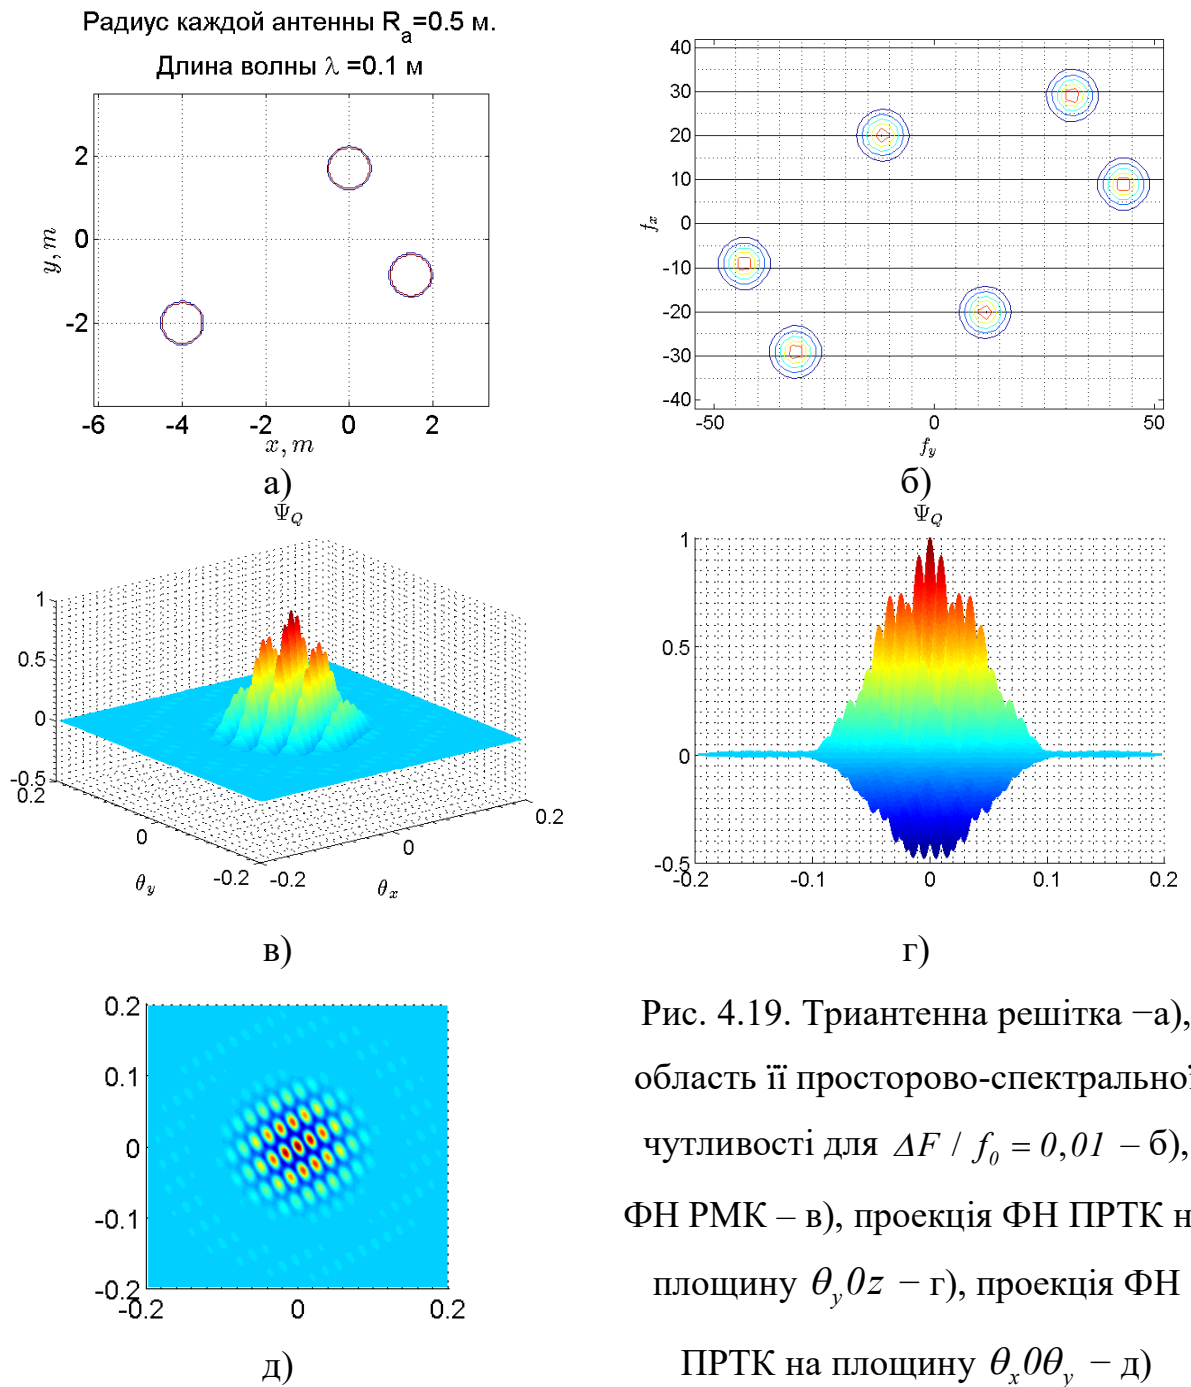 Радиус каждой антенны R_a=0.5 м.
Длина волны λ =0.1 м
2
0
-2
y, m
-6 -4 -2 0 2
x, m
а)
40
30
20
10
0
-10
-20
-30
-40
f_x
-50 0 50
f_y
б)
Ψ_Q
1
0.5
0
-0.5
0.2
0
-0.2
θ_y
-0.2
0
0.2
θ_x
в)
Ψ_Q
1
0.5
0
-0.5
-0.2 -0.1 0 0.1 0.2
г)
0.2
0.1
0
-0.1
-0.2
-0.2 0 0.2
д)
Рис. 4.19. Триантенна решітка −а),
область її просторово-спектральної
чутливості для ΔF / f_0 = 0,01 − б),
ФН РМК – в), проекція ФН ПРТК н
площину θ_y0z − г), проекція ФН
ПРТК на площину θ_x0θ_y − д)